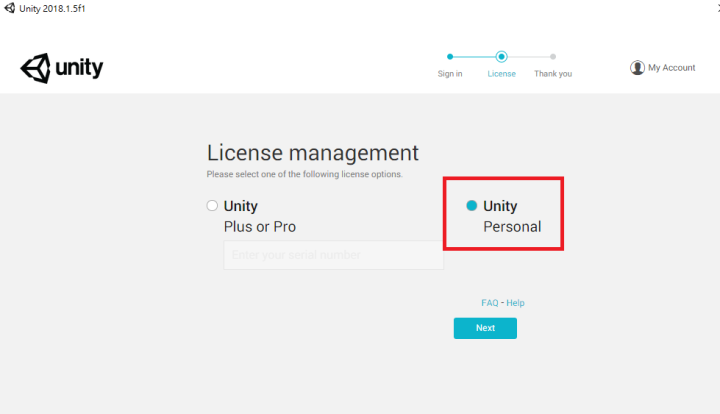 Unity 2018.1.5f1
unity
Sign in License Thank you
My Account
License management
Please select one of the following license options.
Unity
Plus or Pro
Enter your serial number
Unity
Personal
FAQ - Help
Next